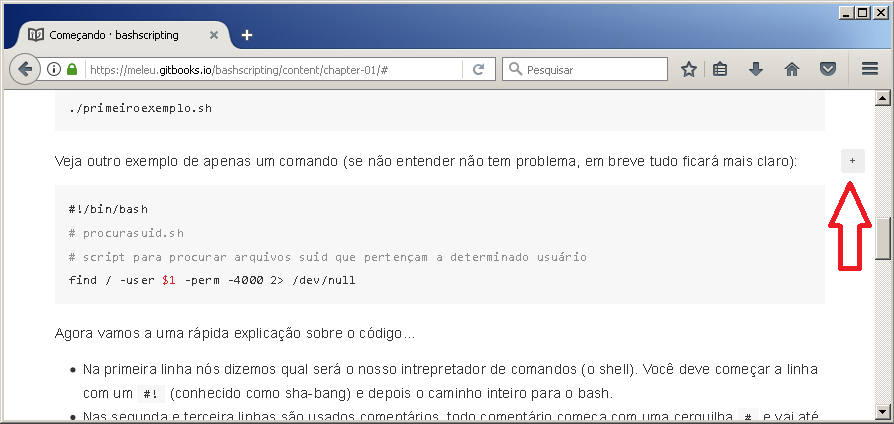 Começando · bashscripting
https://meleu.gitbooks.io/bashscripting/content/chapter-01/#
Pesquisar
./primeiroexemplo.sh
Veja outro exemplo de apenas um comando (se não entender não tem problema, em breve tudo ficará mais claro):
+
#!/bin/bash
# procurasuid.sh
# script para procurar arquivos suid que pertençam a determinado usuário
find / -user $1 -perm -4000 2> /dev/null
Agora vamos a uma rápida explicação sobre o código...
• Na primeira linha nós dizemos qual será o nosso intrepretador de comandos (o shell). Você deve começar a linha
com um #! (conhecido como sha-bang) e depois o caminho inteiro para o bash.
• Nas segunda e terceira linhas são usados comentários, todo comentário começa com uma cerquilha # e vai até